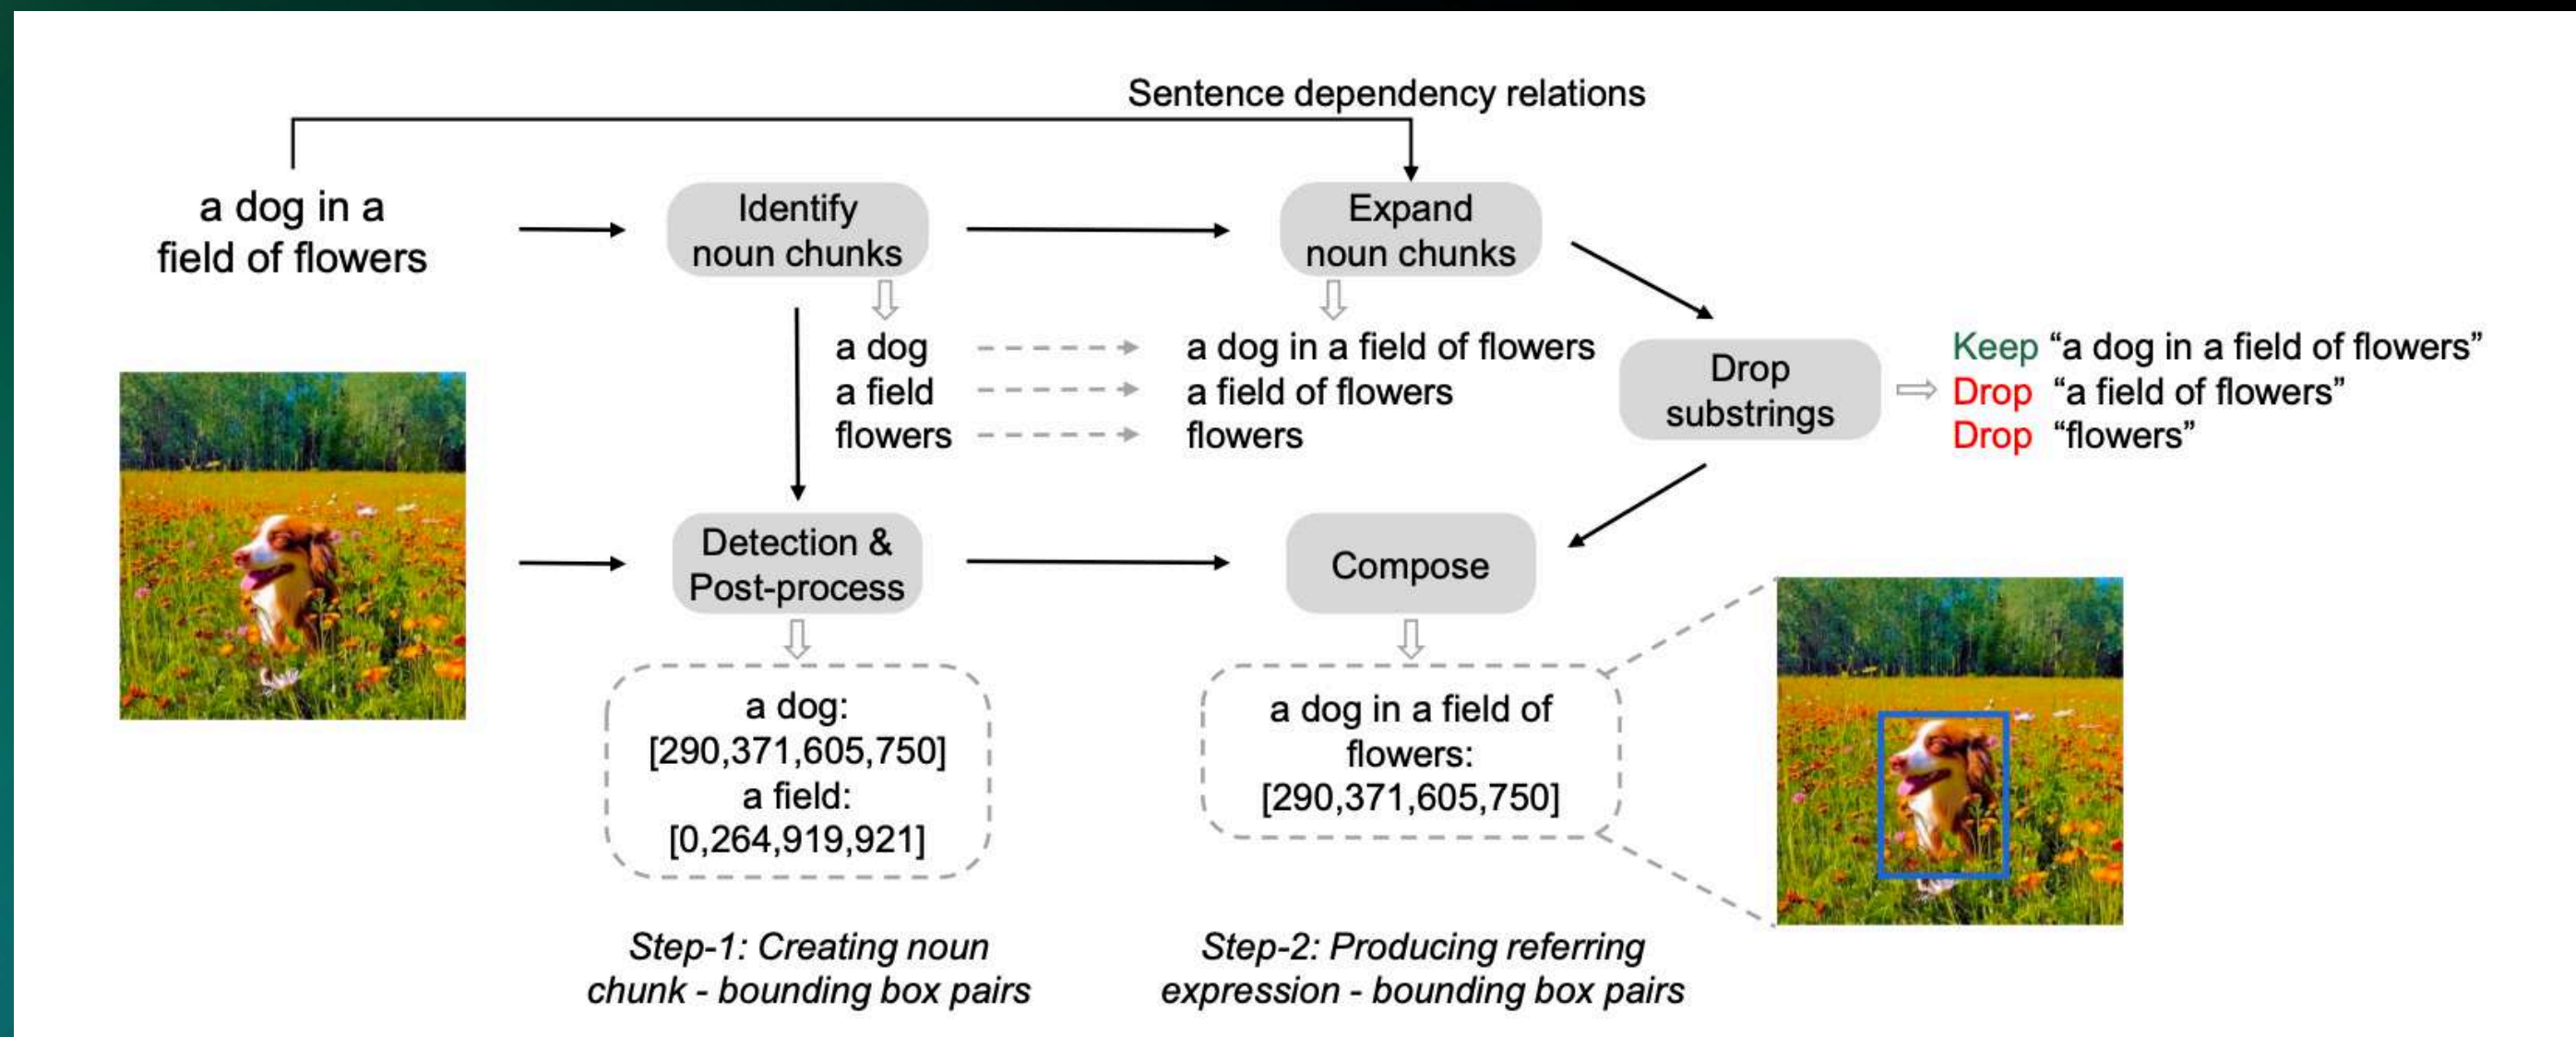 Sentence dependency relations
a dog in a
field of flowers
Identify
noun chunks
Expand
noun chunks
a dog
a field
flowers
a dog in a field of flowers
a field of flowers
flowers
Drop
substrings
Keep “a dog in a field of flowers”
Drop “a field of flowers”
Drop “flowers”
Detection &
Post-process
Compose
a dog:
[290,371,605,750]
a field:
[0,264,919,921]
a dog in a field of
flowers:
[290,371,605,750]
Step-1: Creating noun
chunk - bounding box pairs
Step-2: Producing referring
expression - bounding box pairs